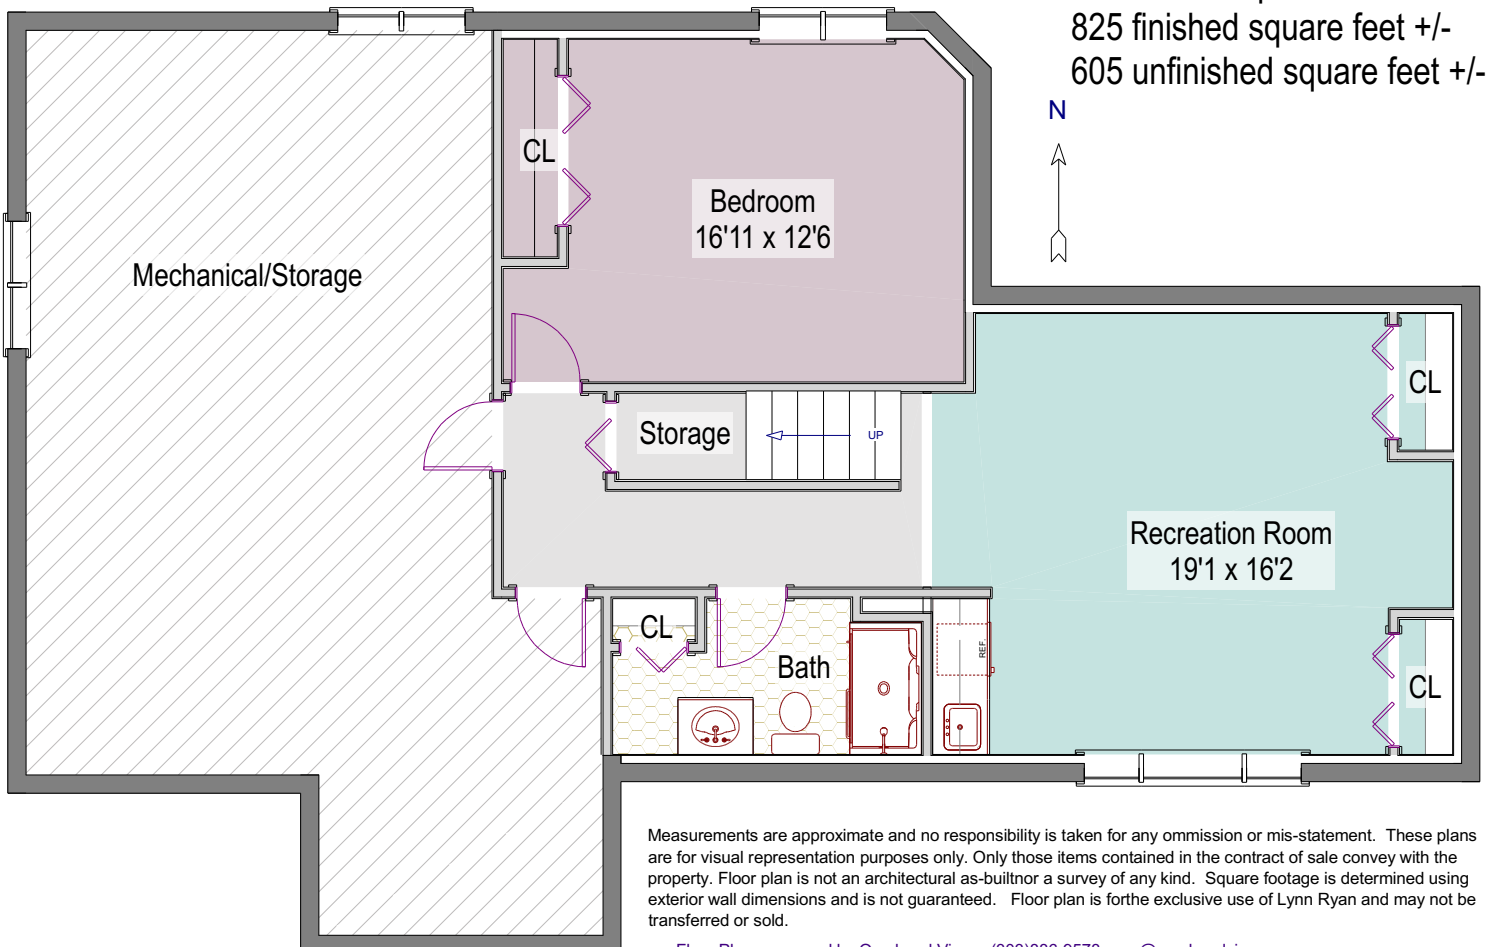 825 finished square feet +/-
605 unfinished square feet +/-
N
CL
Bedroom
16'11 x 12'6
Mechanical/Storage
CL
Storage
UP
Recreation Room
19'1 x 16'2
CL
Bath
REF.
CL
Measurements are approximate and no responsibility is taken for any ommission or mis-statement. These plans
are for visual representation purposes only. Only those items contained in the contract of sale convey with the
property. Floor plan is not an architectural as-builtnor a survey of any kind. Square footage is determined using
exterior wall dimensions and is not guaranteed. Floor plan is forthe exclusive use of Lynn Ryan and may not be
transferred or sold.